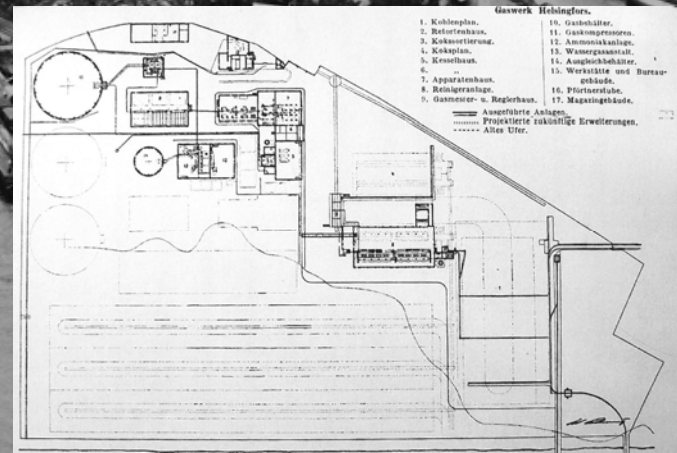 Gaswerk Helsingfors.
1. Kohlenplan.
2. Retortenhaus.
3. Kokssortierung.
4. Koksplan.
5. Kesselhaus.
6. „
7. Apparatenhaus.
8. Reinigeranlage.
9. Gasmesser- u. Reglerhaus.
10. Gasbehälter.
11. Gaskompressoren.
12. Ammoniakanlage.
13. Wassergasanstalt.
14. Ausgleichbehälter.
15. Werkstätte und Bureau-
gebäude.
16. Pförtnerstube.
17. Magazingebäude.
Ausgeführte Anlagen.
Projektierte zukünftige Erweiterungen.
Altes Ufer.